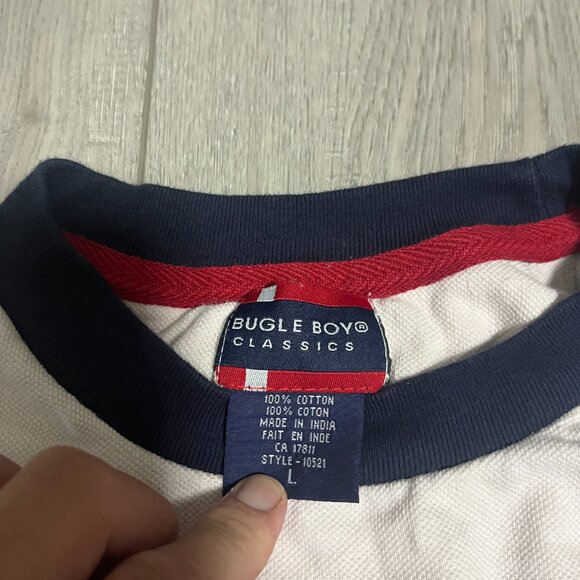 BUGLE BOY®
CLASSICS
100% COTTON
100% COTON
MADE IN INDIA
FAIT EN INDE
CA 17811
STYLE-10521
L